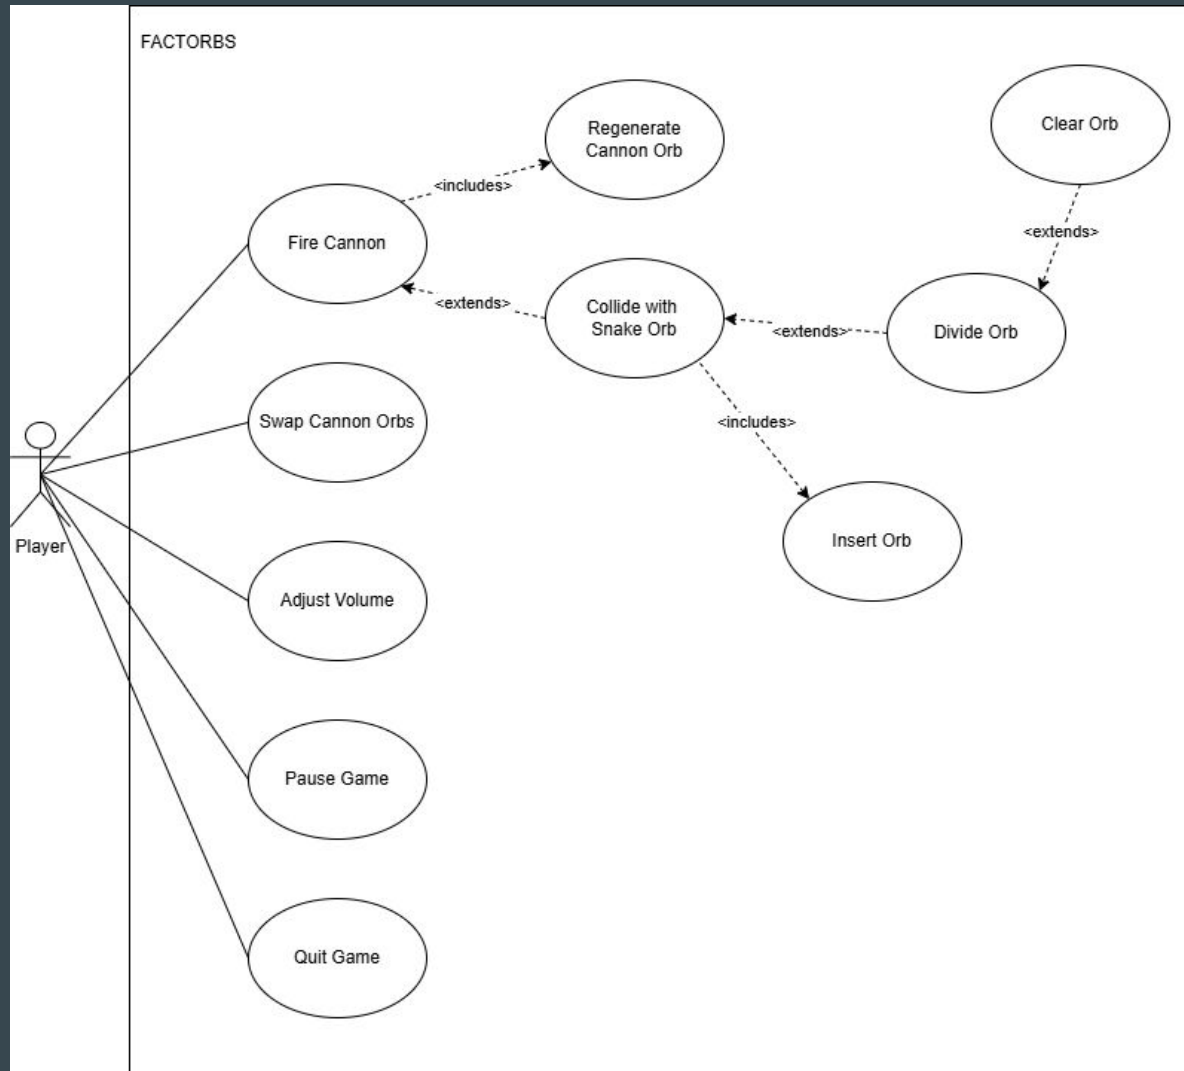 FACTORBS
Regenerate
Cannon Orb
Clear Orb
<includes>
Fire Cannon
<extends>
<extends>
Collide with
Snake Orb
<extends>
Divide Orb
Swap Cannon Orbs
<includes>
Player
Insert Orb
Adjust Volume
Pause Game
Quit Game